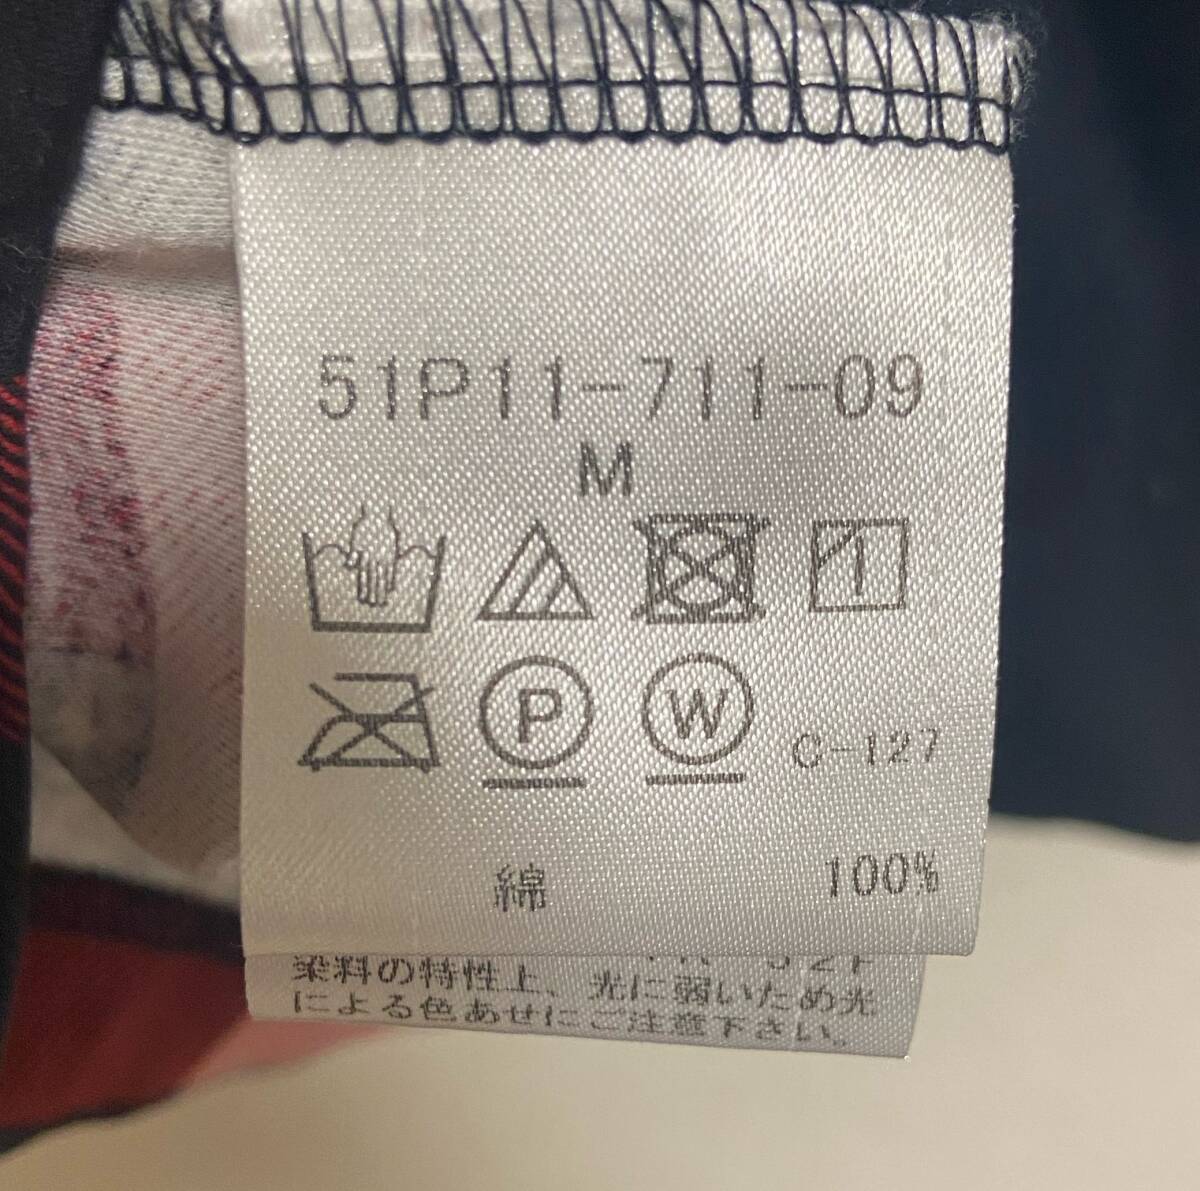 51P11-711-09
M
P W C-127
綿 100%
染料の特性上、光に弱いため光
による色あせにご注意下さい。